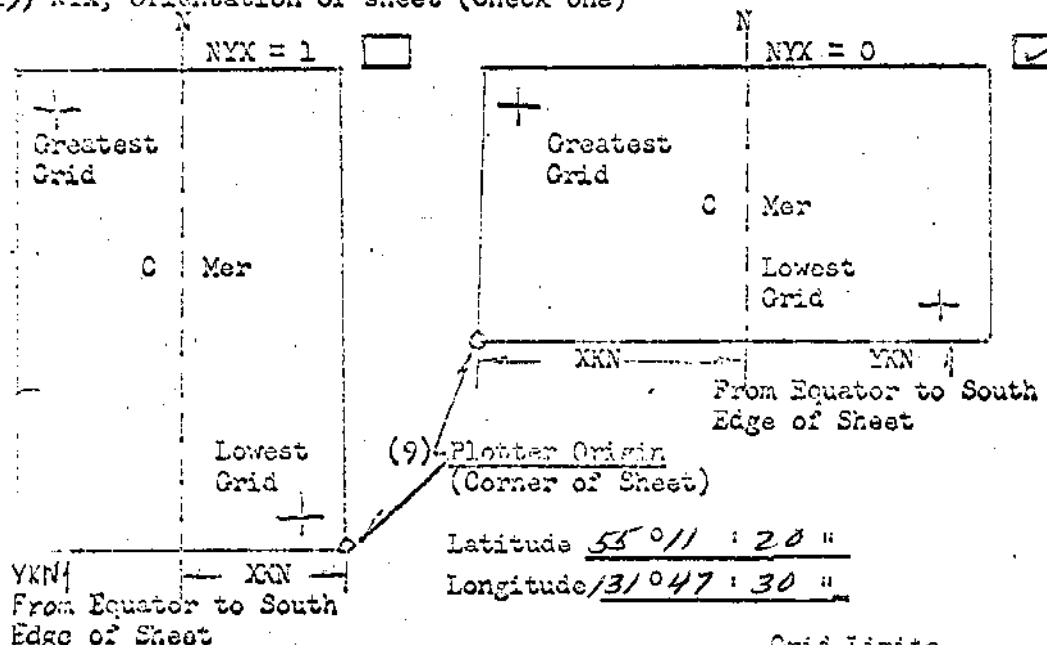 Orientation of sheet (Check one)
N
NYX = 1
Greatest
Grid
C Mer
Lowest
Grid
YKN
XKN
From Equator to South
Edge of Sheet
N
NYX = 0
Greatest
Grid
C Mer
Lowest
Grid
XKN
YKN
From Equator to South
Edge of Sheet
(9) Plotter Origin
(Corner of Sheet)
Latitude 55° 11 ' 20 "
Longitude 131° 47 ' 30 "
Grid Limits